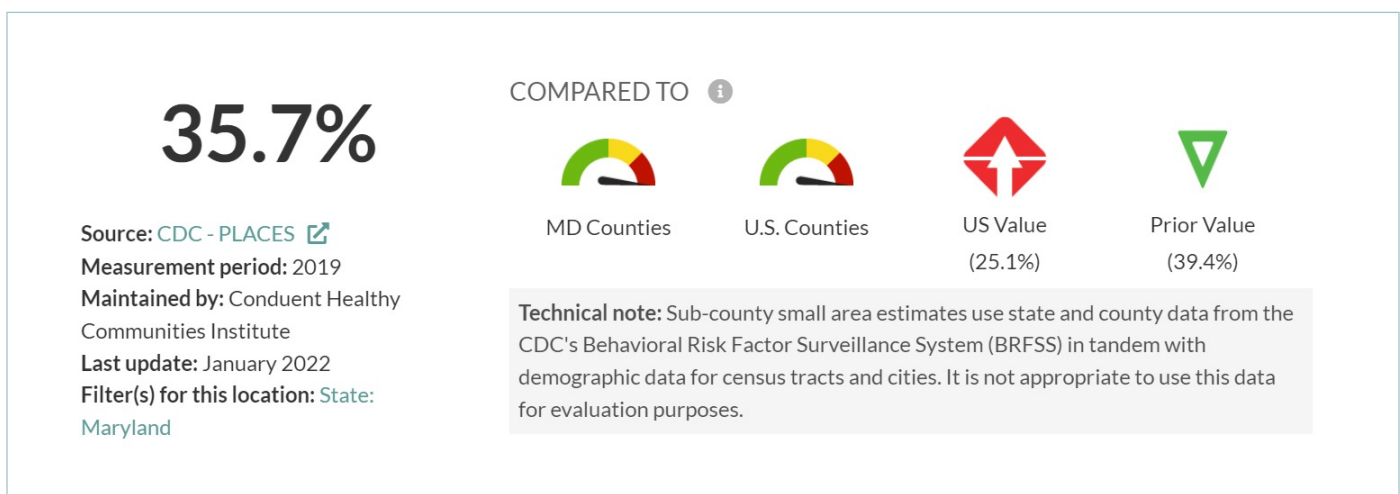 35.7%
Source: CDC - PLACES
Measurement period: 2019
Maintained by: Conduent Healthy
Communities Institute
Last update: January 2022
Filter(s) for this location: State:
Maryland
COMPARED TO
MD Counties
U.S. Counties
US Value
(25.1%)
Prior Value
(39.4%)
Technical note: Sub-county small area estimates use state and county data from the
CDC's Behavioral Risk Factor Surveillance System (BRFSS) in tandem with
demographic data for census tracts and cities. It is not appropriate to use this data
for evaluation purposes.